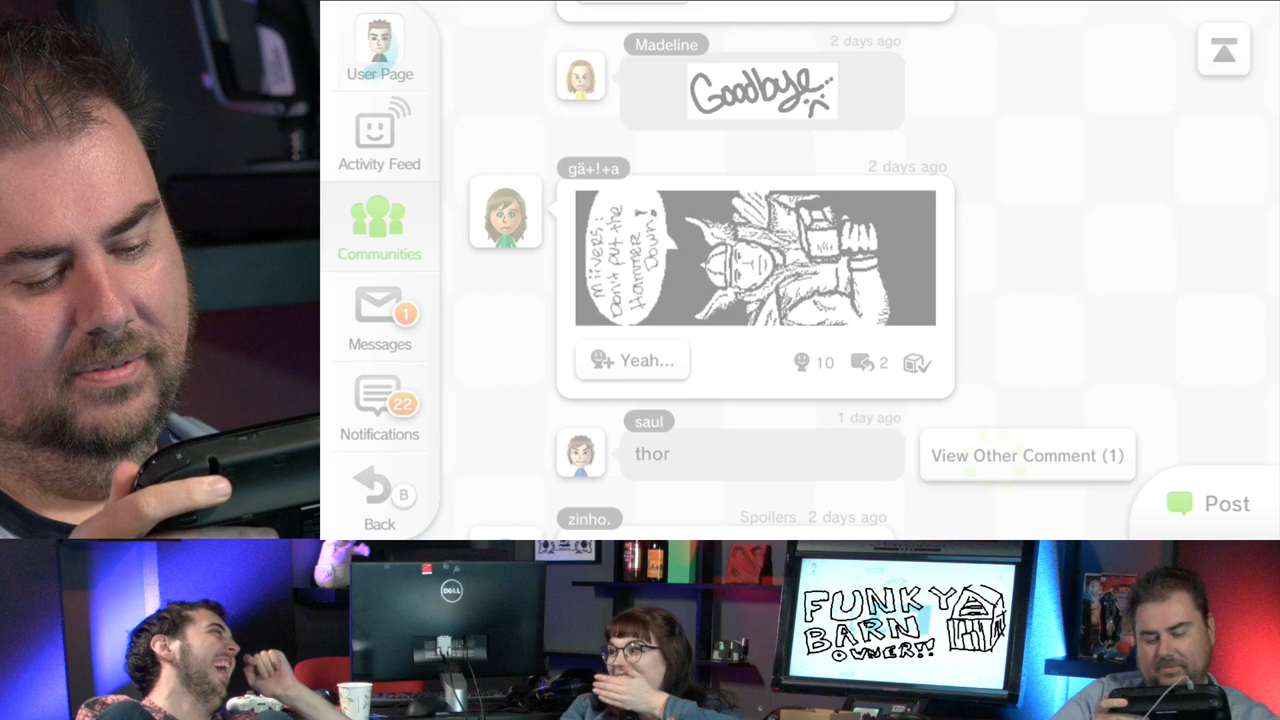 User Page
Activity Feed
Communities
1
Messages
22
Notifications
B
Back
Madeline
2 days ago
Goodbye
gä+!+a
2 days ago
Miivers:
Don't put the
Hammer
Down!
Yeah...
10
2
saul
1 day ago
thor
View Other Comment (1)
zinho.
Spoilers 2 days ago
Post
DELL
FUNKY
BARN
OWNER!!